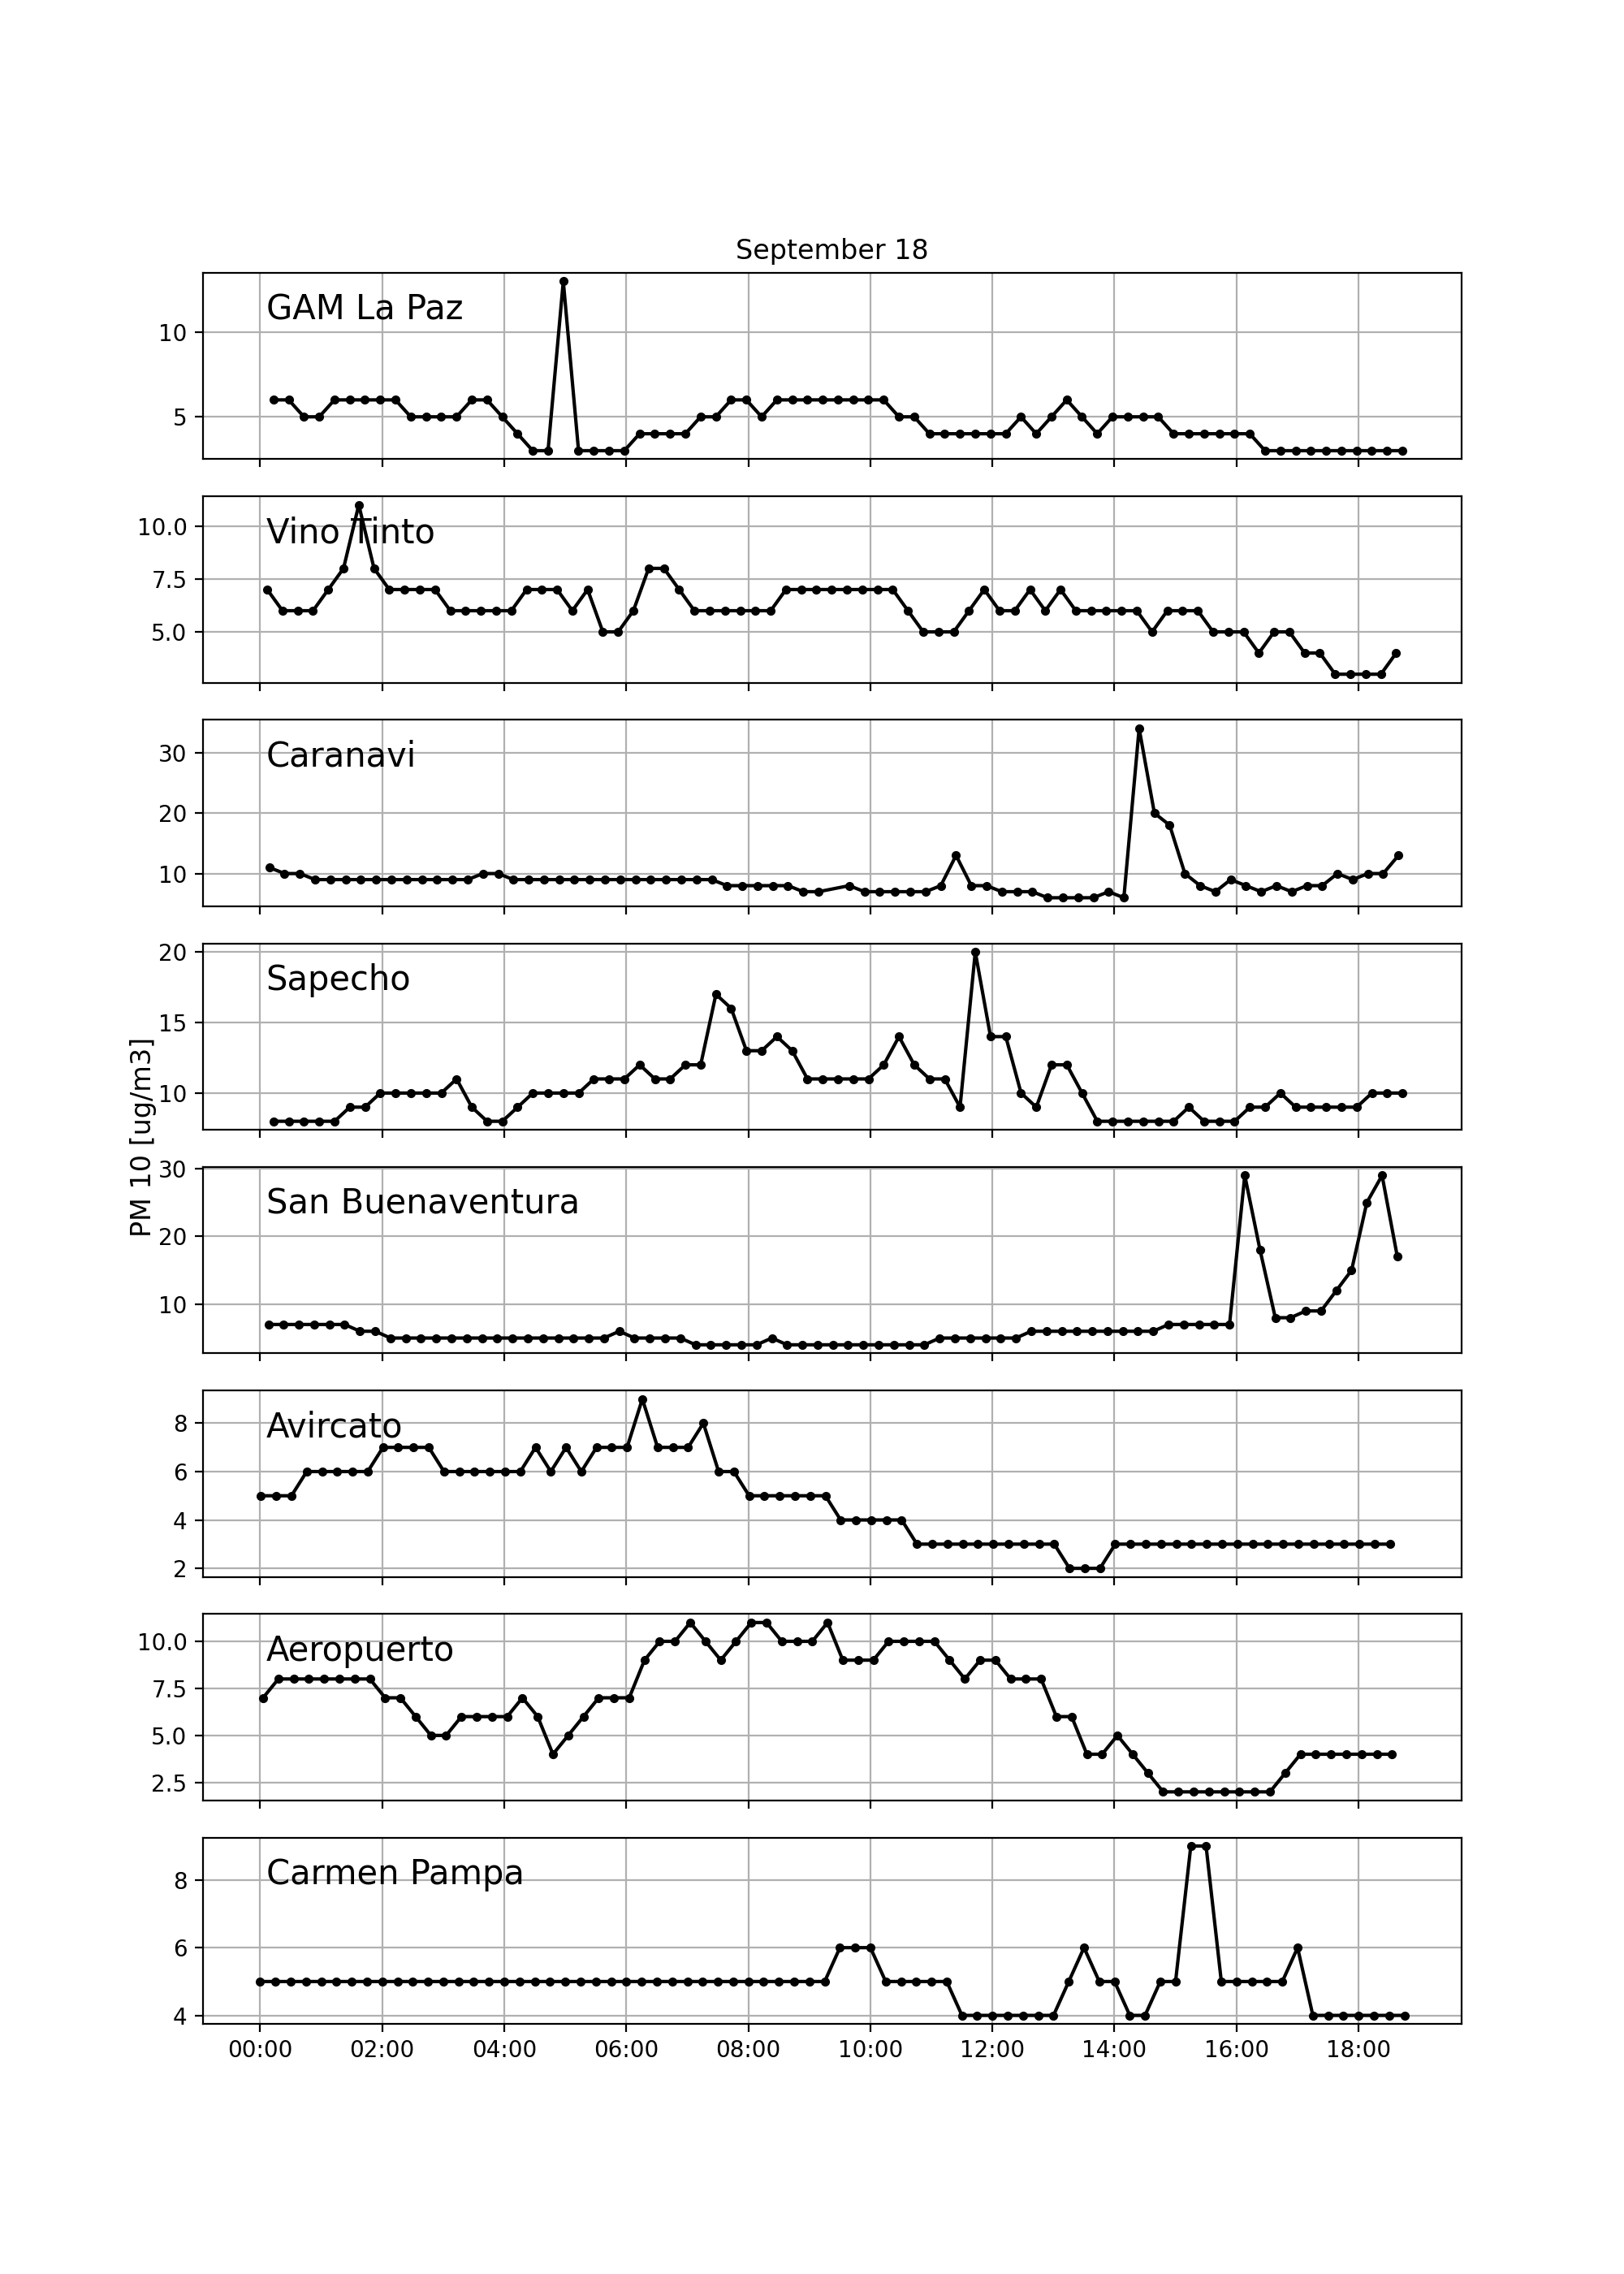 September 18
GAM La Paz
10
5
Vino Tinto
10.0
7.5
5.0
Caranavi
30
20
10
Sapecho
20
15
10
PM 10 [ug/m3]
San Buenaventura
30
20
10
Avircato
8
6
4
2
Aeropuerto
10.0
7.5
5.0
2.5
Carmen Pampa
8
6
4
00:00 02:00 04:00 06:00 08:00 10:00 12:00 14:00 16:00 18:00